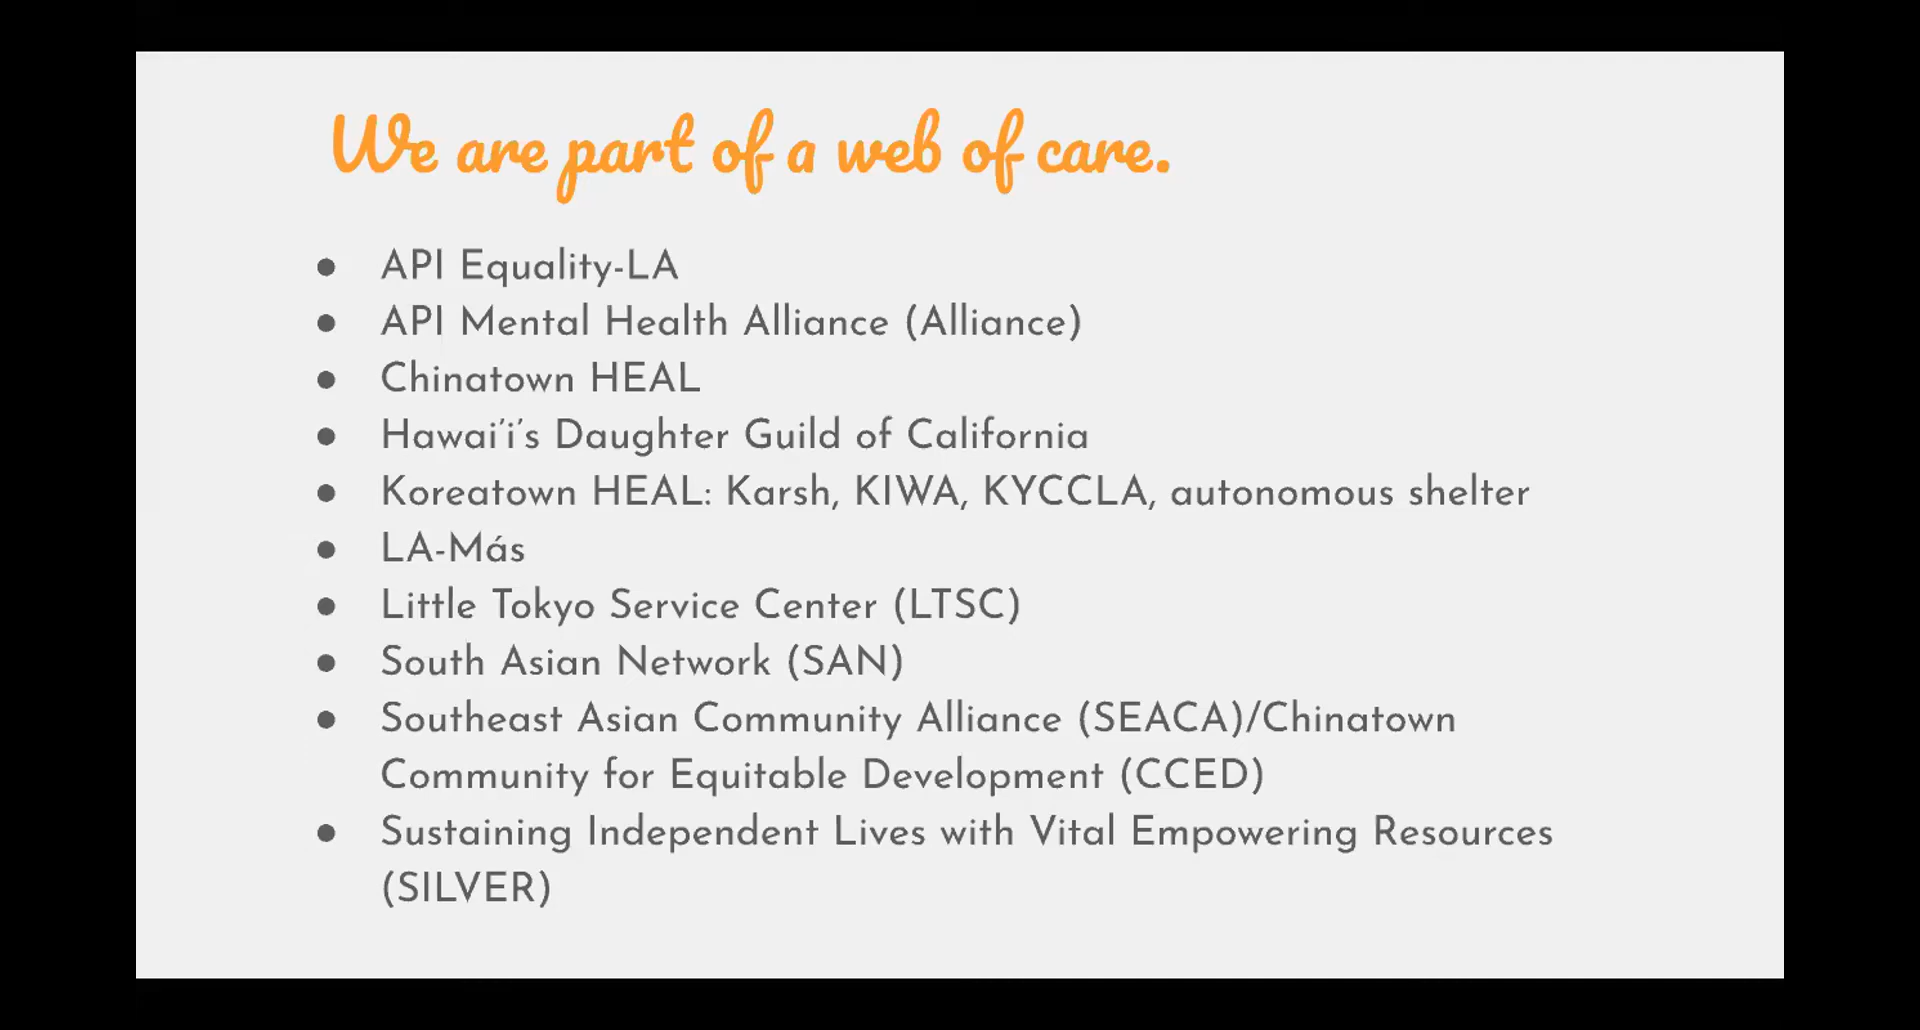 We are part of a web of care.
● API Equality-LA
● API Mental Health Alliance (Alliance)
● Chinatown HEAL
● Hawai’i’s Daughter Guild of California
● Koreatown HEAL: Karsh, KIWA, KYCCLA, autonomous shelter
● LA-Más
● Little Tokyo Service Center (LTSC)
● South Asian Network (SAN)
● Southeast Asian Community Alliance (SEACA)/Chinatown
Community for Equitable Development (CCED)
● Sustaining Independent Lives with Vital Empowering Resources
(SILVER)